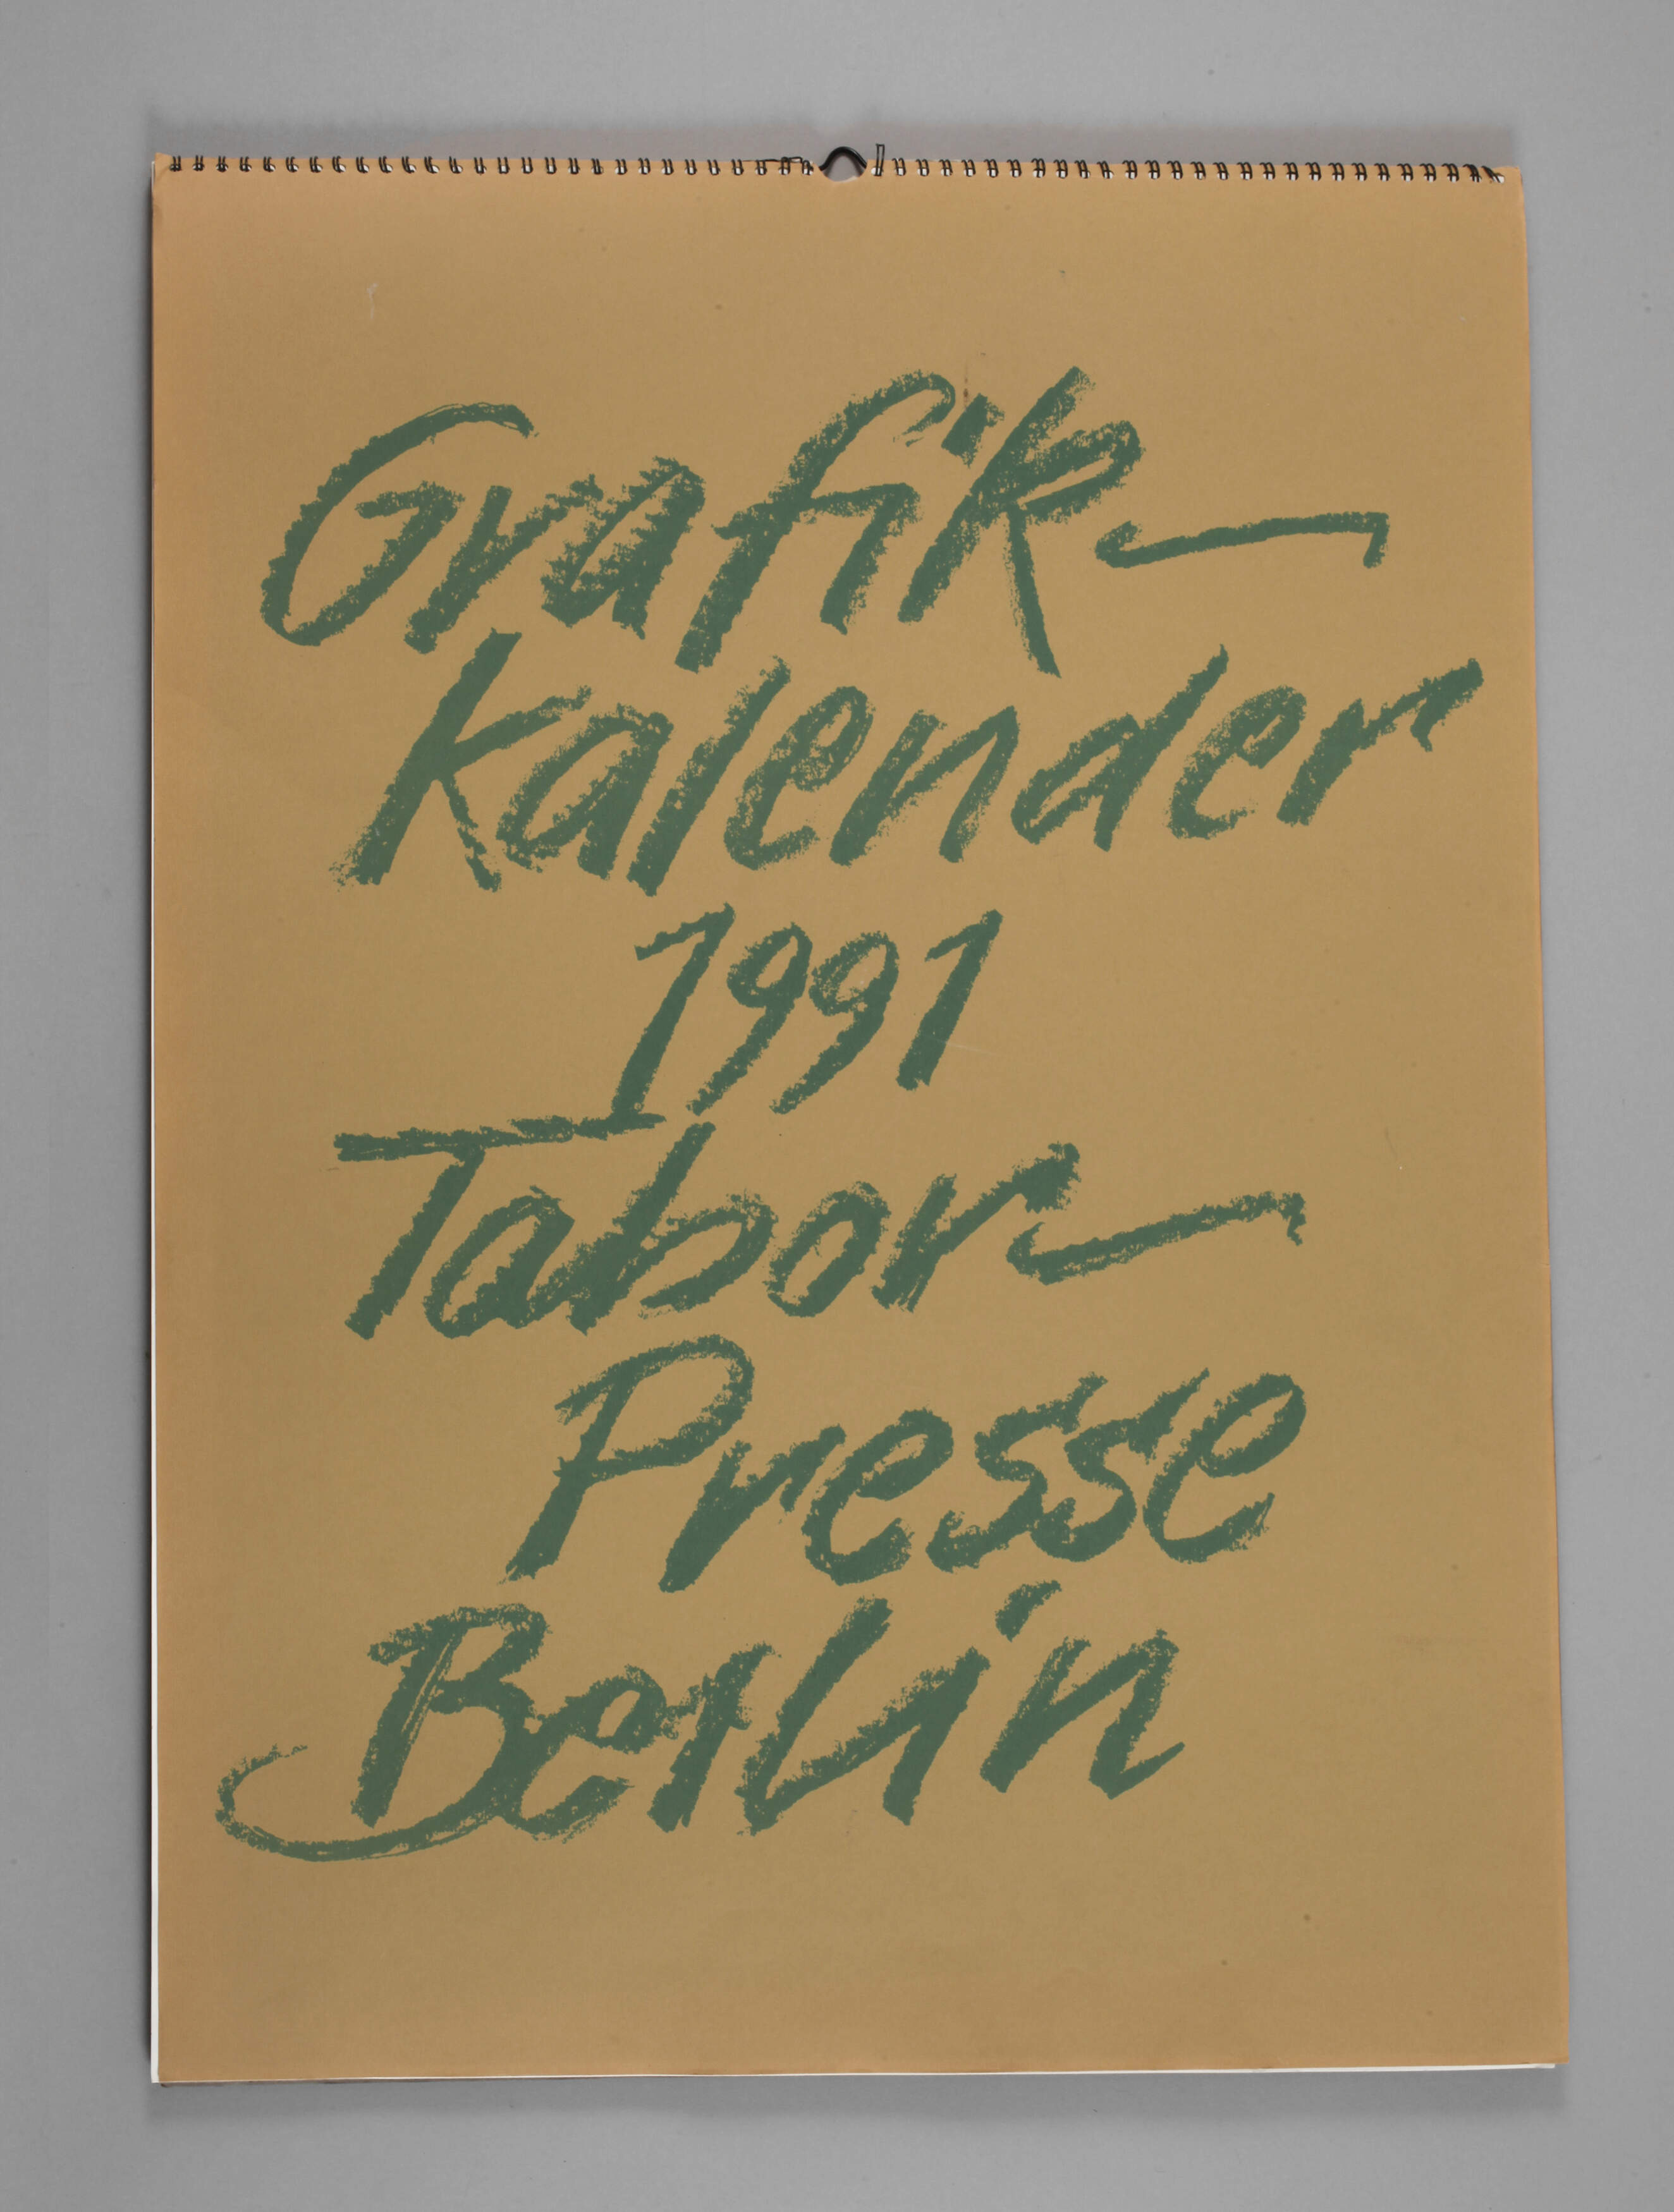 Grafik-
Kalender
1991
Tabor-
Presse
Berlin